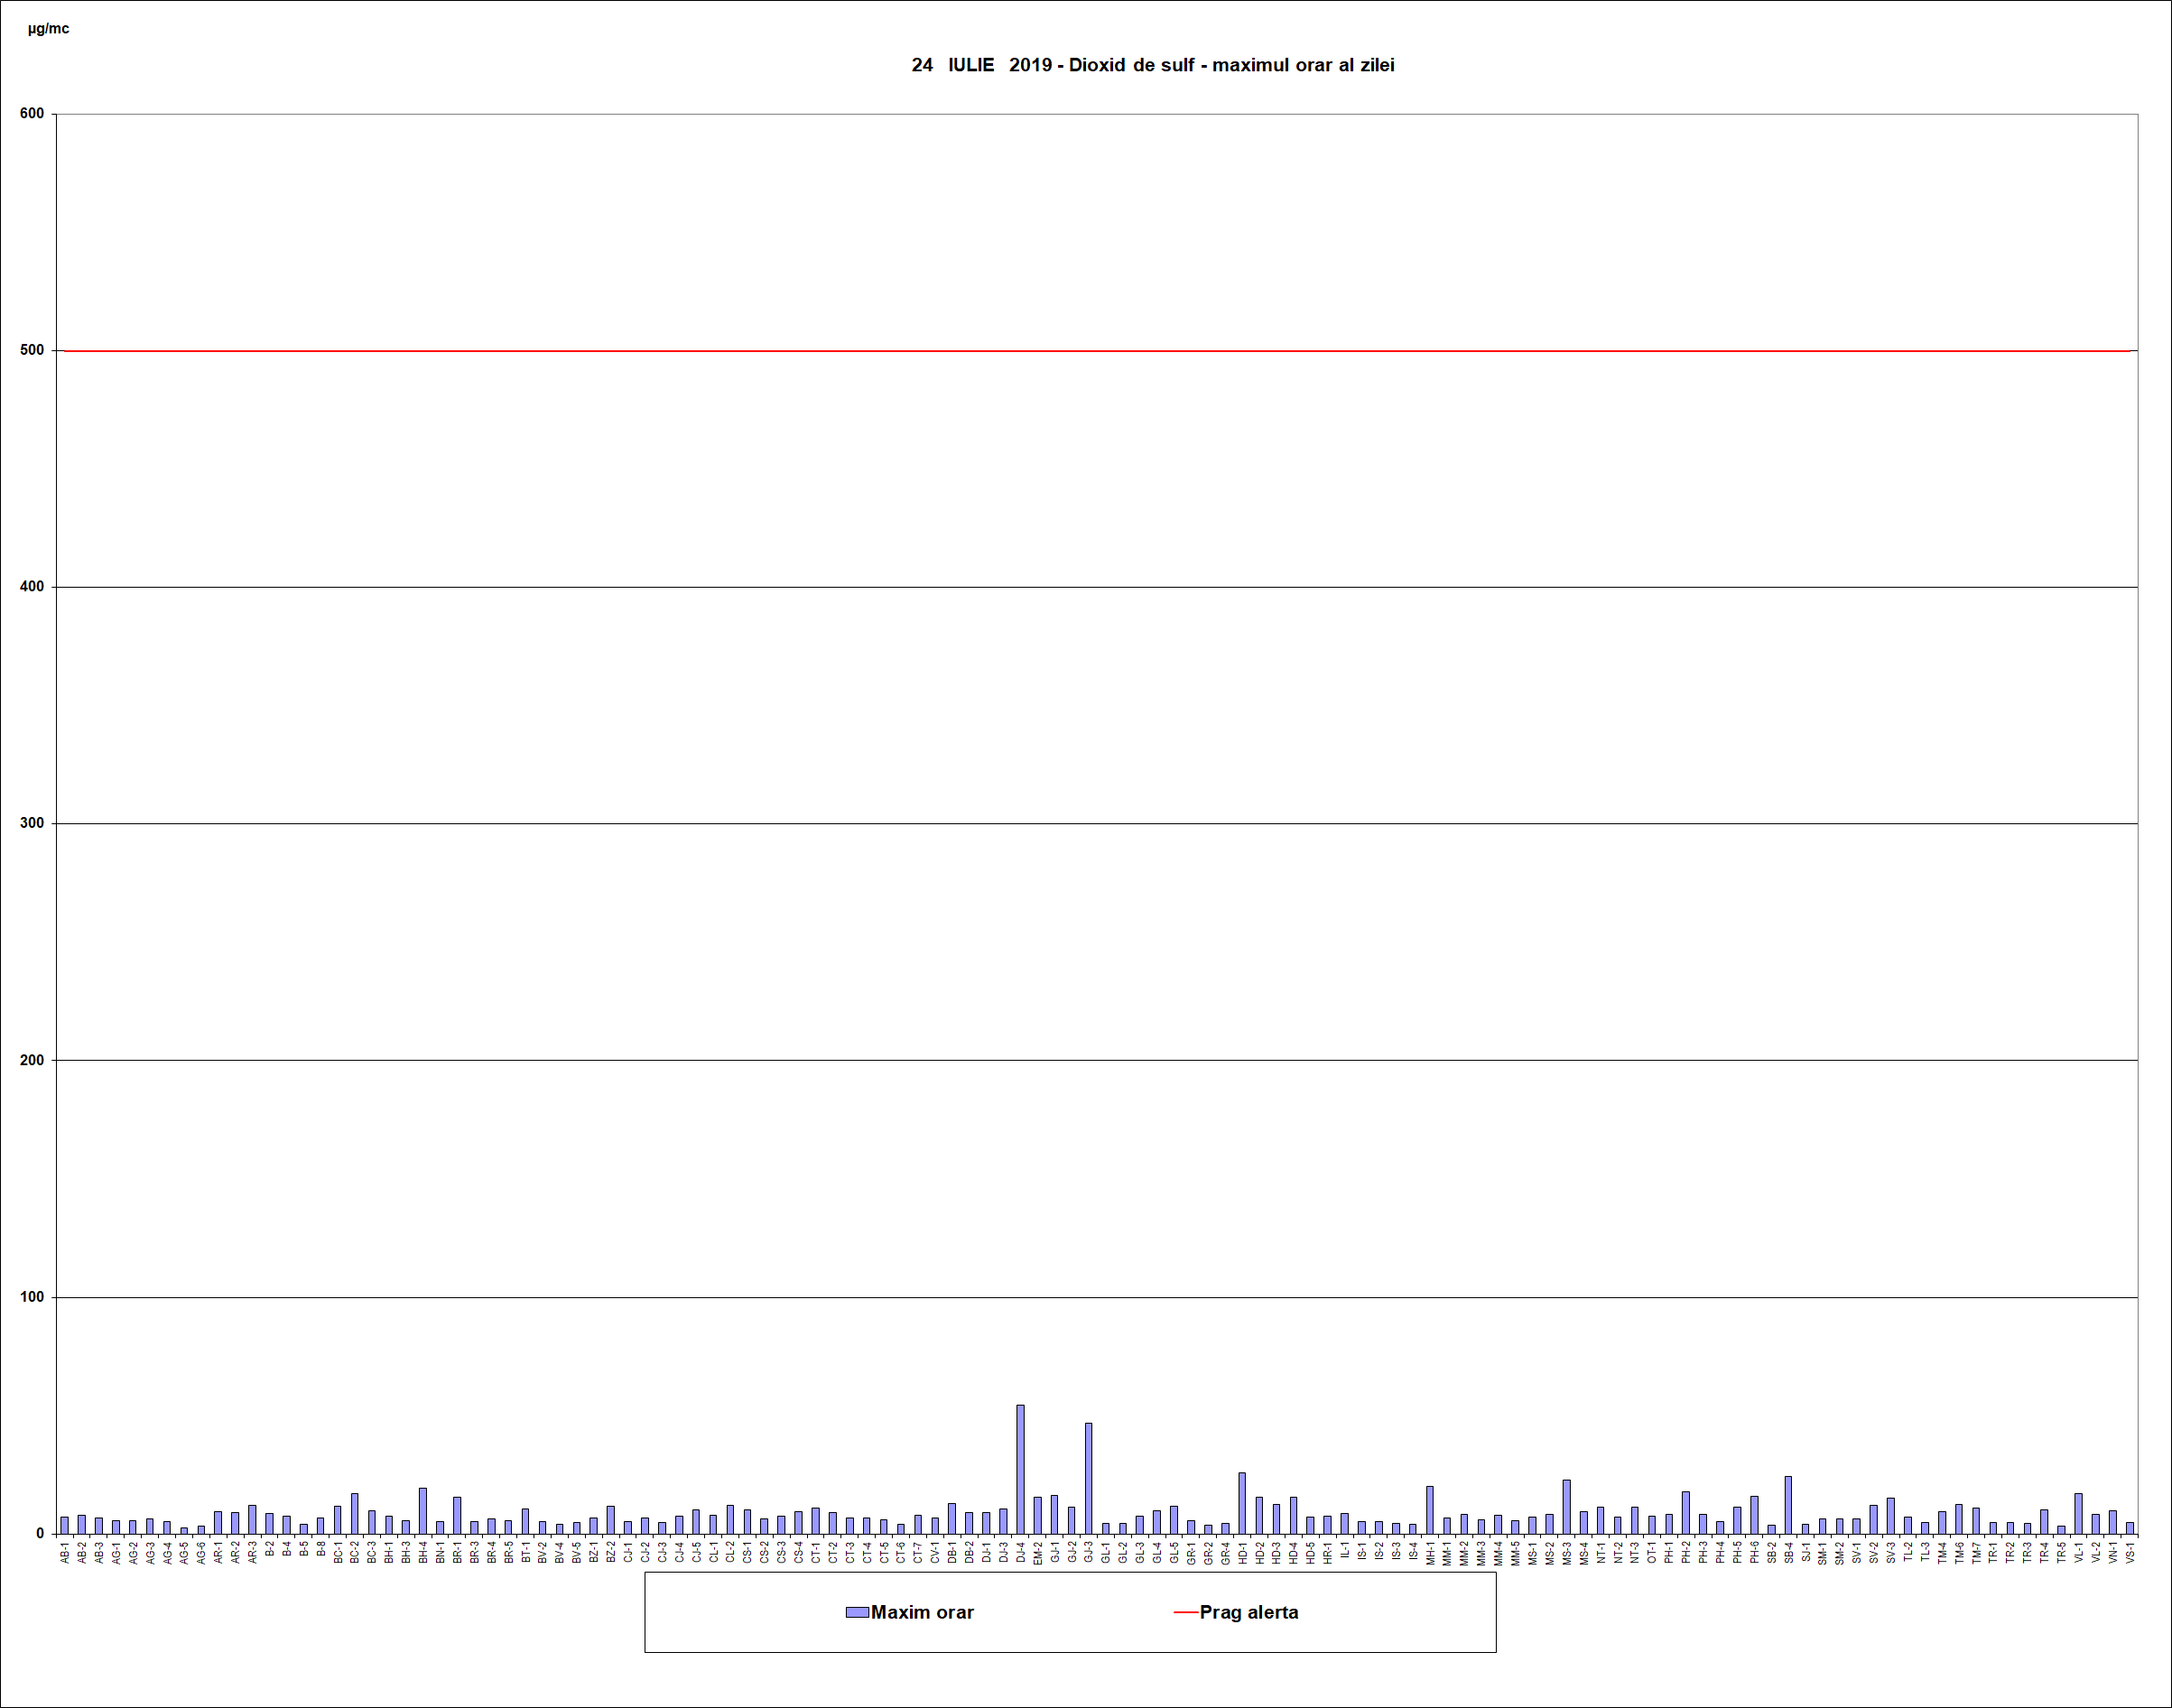 µg/mc
24 IULIE 2019 - Dioxid de sulf - maximul orar al zilei
600
500
400
300
200
100
0
AB-1 AB-2 AB-3 AG-1 AG-2 AG-3 AG-4 AG-5 AG-6 AR-1 AR-2 AR-3 B-2 B-4 B-5 B-8 BC-1 BC-2 BC-3 BH-1 BH-3 BH-4 BN-1 BR-1 BR-3 BR-4 BR-5 BT-1 BV-2 BV-4 BV-5 BZ-1 BZ-2 CJ-1 CJ-2 CJ-3 CJ-4 CJ-5 CL-1 CL-2 CS-1 CS-2 CS-3 CS-4 CT-1 CT-2 CT-3 CT-4 CT-5 CT-6 CT-7 CV-1 DB-1 DB-2 DJ-1 DJ-3 DJ-4 EM-2 GJ-1 GJ-2 GJ-3 GL-1 GL-2 GL-3 GL-4 GL-5 GR-1 GR-2 GR-4 HD-1 HD-2 HD-3 HD-4 HD-5 HR-1 IL-1 IS-1 IS-2 IS-3 IS-4 MH-1 MM-1 MM-2 MM-3 MM-4 MM-5 MS-1 MS-2 MS-3 MS-4 NT-1 NT-2 NT-3 OT-1 PH-1 PH-2 PH-3 PH-4 PH-5 PH-6 SB-2 SB-4 SJ-1 SM-1 SM-2 SV-1 SV-2 SV-3 TL-2 TL-3 TM-4 TM-6 TM-7 TR-1 TR-2 TR-3 TR-4 TR-5 VL-1 VL-2 VN-1 VS-1
Maxim orar Prag alerta